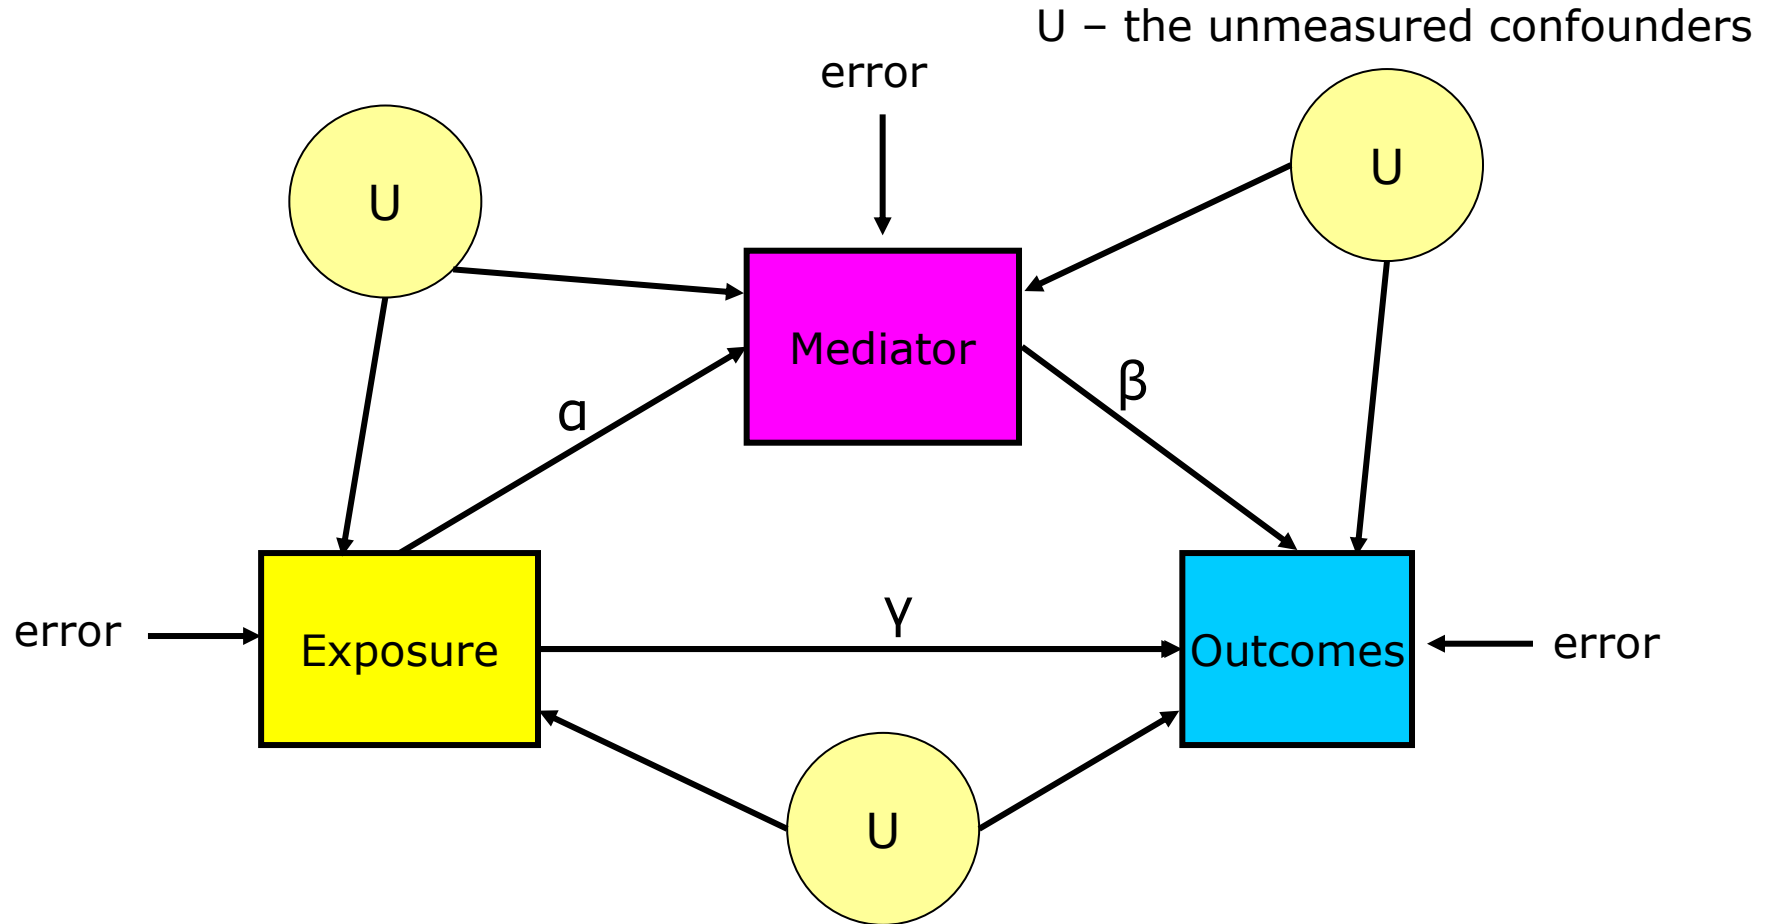 U – the unmeasured confounders
error
U
U
Mediator
β
α
γ
error
Exposure
Outcomes
error
U